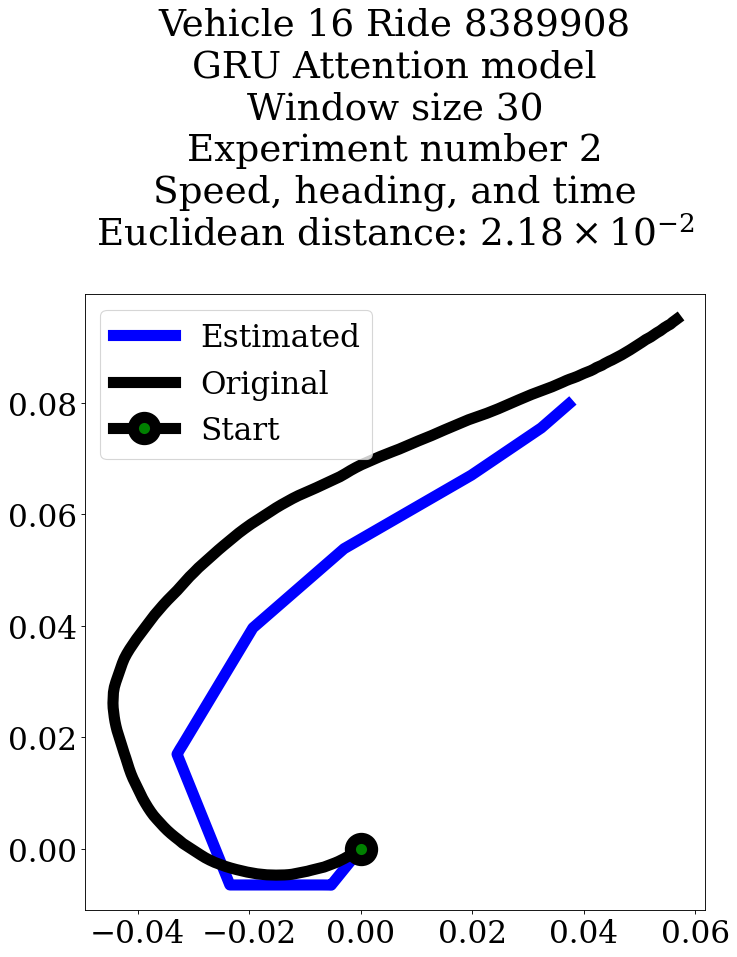 Vehicle 16 Ride 8389908
GRU Attention model
Window size 30
Experiment number 2
Speed, heading, and time
Euclidean distance: 2.18 × 10⁻²
Estimated
Original
Start
0.08
0.06
0.04
0.02
0.00
−0.04 −0.02 0.00 0.02 0.04 0.06